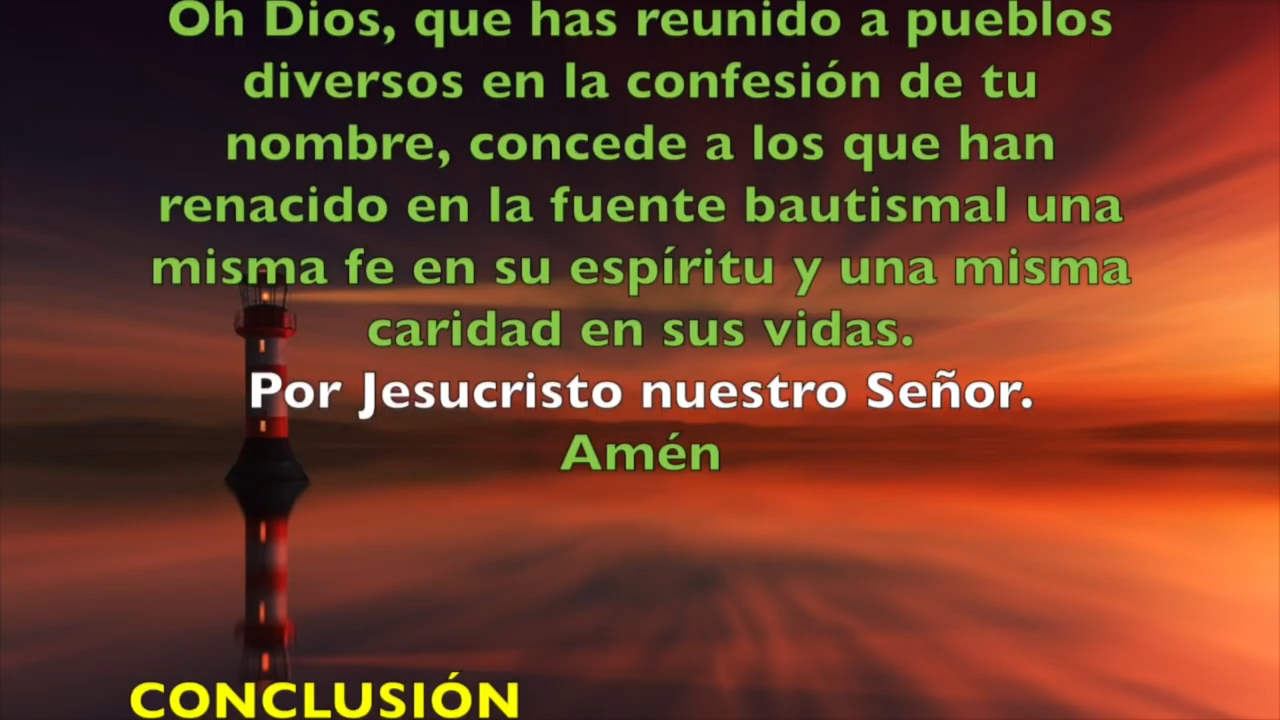 Oh Dios, que has reunido a pueblos
diversos en la confesión de tu
nombre, concede a los que han
renacido en la fuente bautismal una
misma fe en su espíritu y una misma
caridad en sus vidas.
Por Jesucristo nuestro Señor.
Amén
CONCLUSIÓN